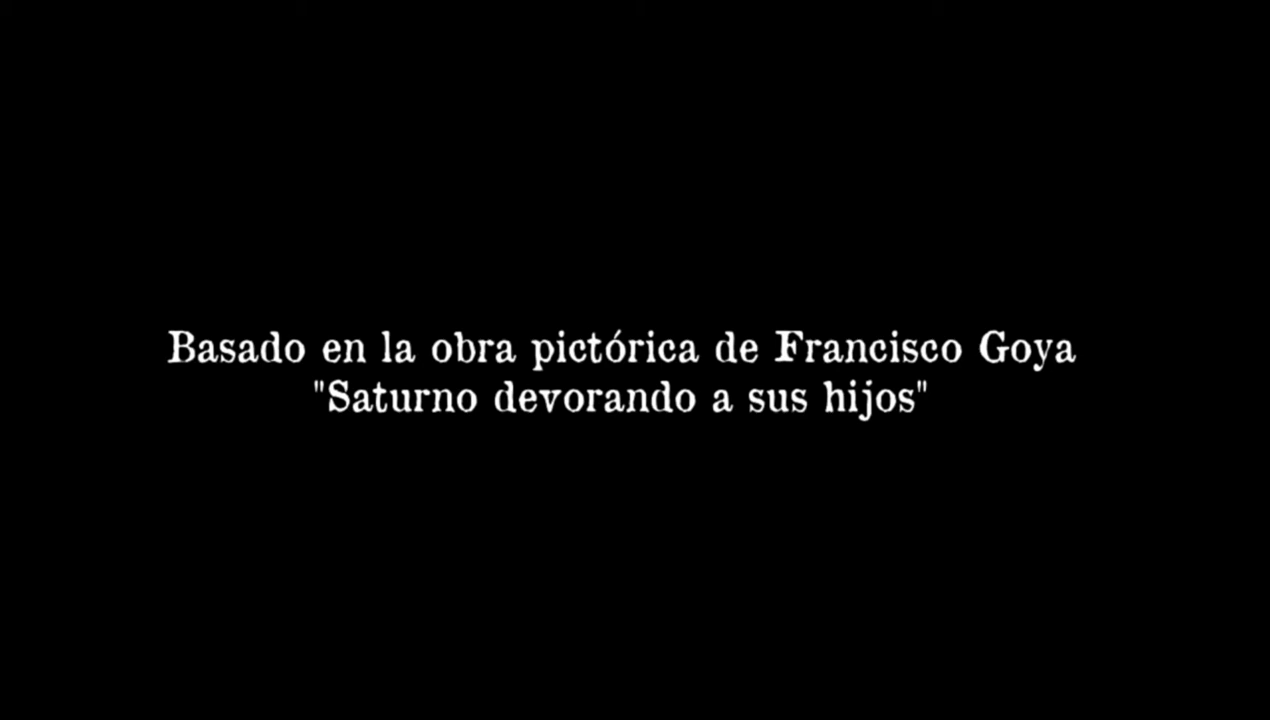 Basado en la obra pictórica de Francisco Goya
"Saturno devorando a sus hijos"